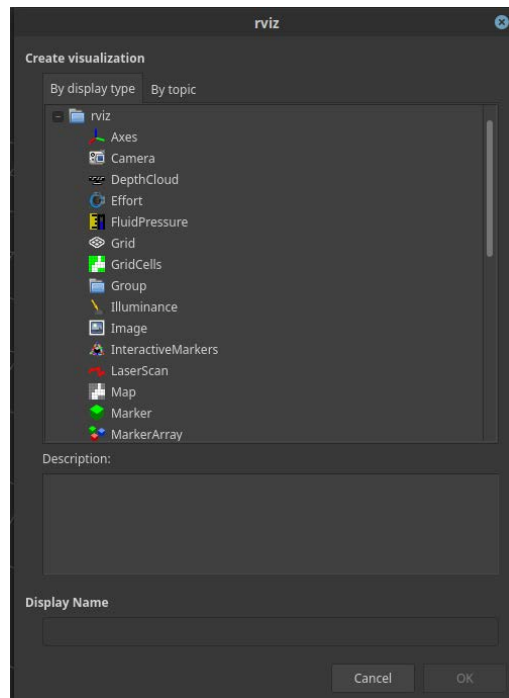 rviz
Create visualization
By display type By topic
rviz
Axes
Camera
DepthCloud
Effort
FluidPressure
Grid
GridCells
Group
Illuminance
Image
InteractiveMarkers
LaserScan
Map
Marker
MarkerArray
Description:
Display Name
Cancel OK